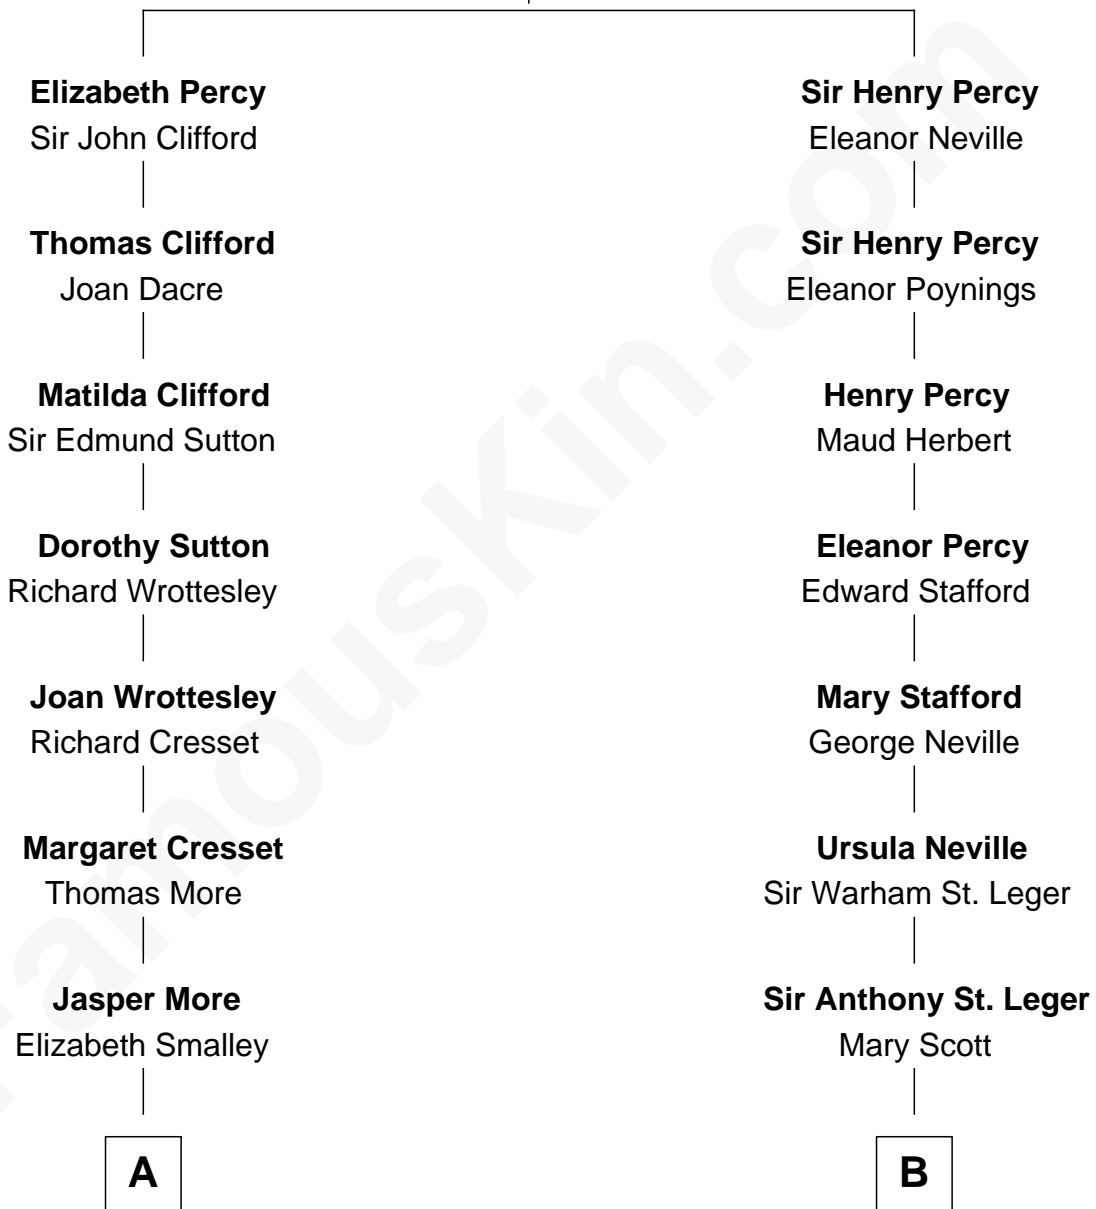 Elizabeth Percy
Sir John Clifford
Thomas Clifford
Joan Dacre
Matilda Clifford
Sir Edmund Sutton
Dorothy Sutton
Richard Wrottesley
Joan Wrottesley
Richard Cresset
Margaret Cresset
Thomas More
Jasper More
Elizabeth Smalley
A
Sir Henry Percy
Eleanor Neville
Sir Henry Percy
Eleanor Poynings
Henry Percy
Maud Herbert
Eleanor Percy
Edward Stafford
Mary Stafford
George Neville
Ursula Neville
Sir Warham St. Leger
Sir Anthony St. Leger
Mary Scott
B
FamousKin.com